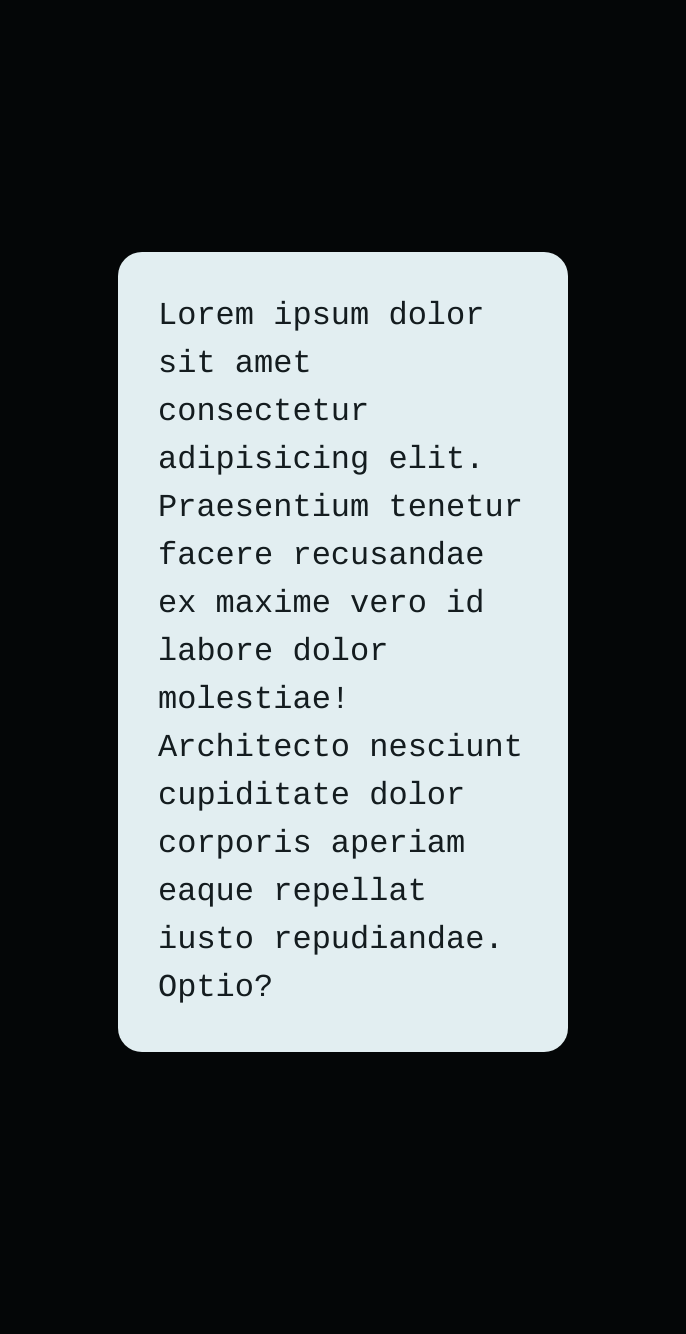 Lorem ipsum dolor
sit amet
consectetur
adipisicing elit.
Praesentium tenetur
facere recusandae
ex maxime vero id
labore dolor
molestiae!
Architecto nesciunt
cupiditate dolor
corporis aperiam
eaque repellat
iusto repudiandae.
Optio?